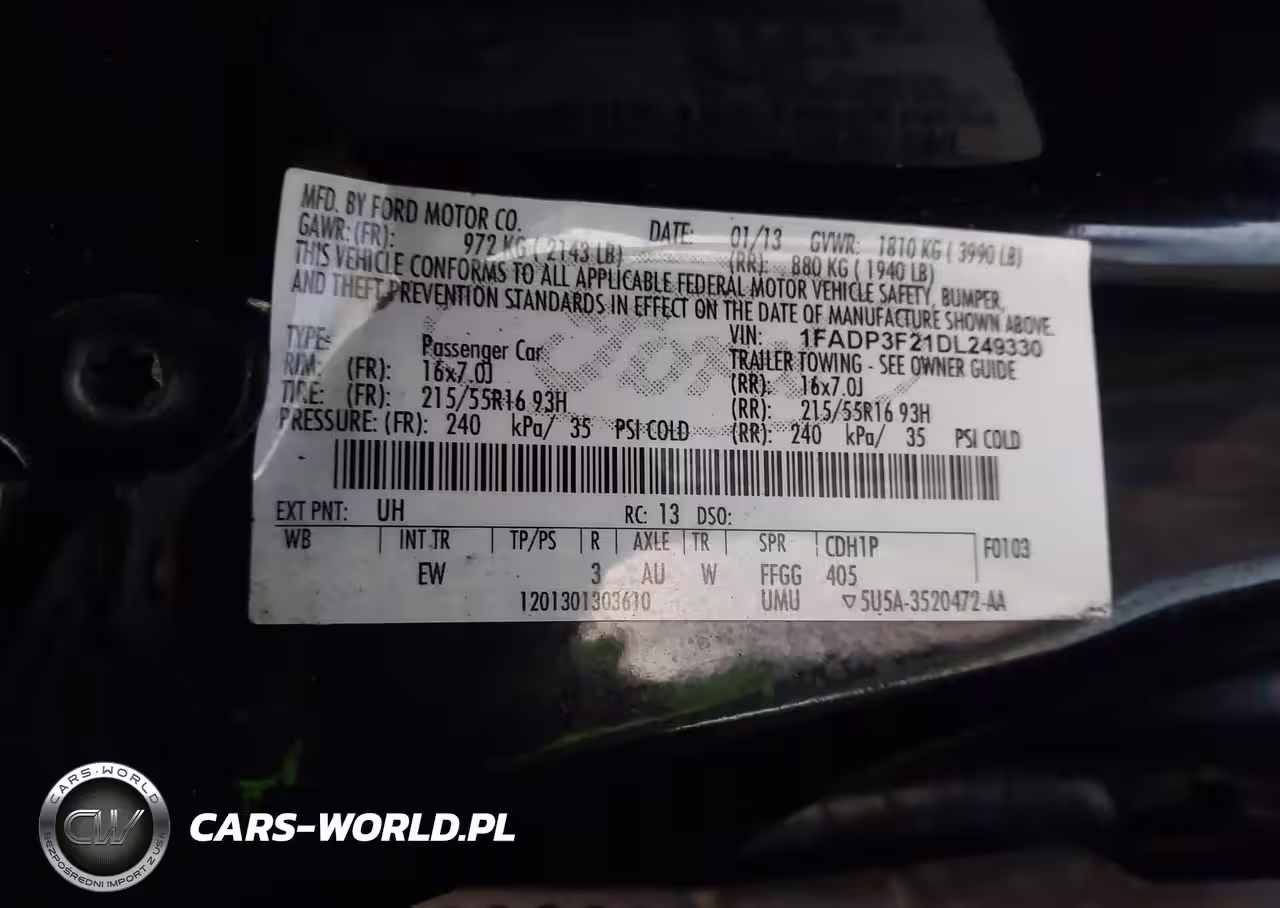 MFD. BY FORD MOTOR CO.
DATE: 01/13 GVWR: 1810 KG ( 3990 LB)
GAWR: (FR): 972 KG ( 2143 LB) (RR): 880 KG ( 1940 LB)
THIS VEHICLE CONFORMS TO ALL APPLICABLE FEDERAL MOTOR VEHICLE SAFETY, BUMPER,
AND THEFT PREVENTION STANDARDS IN EFFECT ON THE DATE OF MANUFACTURE SHOWN ABOVE.
VIN: 1FADP3F21DL249330
TYPE: Passenger Car TRAILER TOWING - SEE OWNER GUIDE
RIM: (FR): 16x7.0J (RR): 16x7.0J
TIRE: (FR): 215/55R16 93H (RR): 215/55R16 93H
PRESSURE: (FR): 240 kPa/ 35 PSI COLD (RR): 240 kPa/ 35 PSI COLD
EXT PNT: UH RC: 13 DSO:
WB INT TR TP/PS R AXLE TR SPR CDH1P F0103
EW 3 AU W FFGG 405
1201301303610 UMU ▽5U5A-3520472-AA
CARS-WORLD
CW
BEZPOŚREDNI IMPORT Z USA
CARS-WORLD.PL